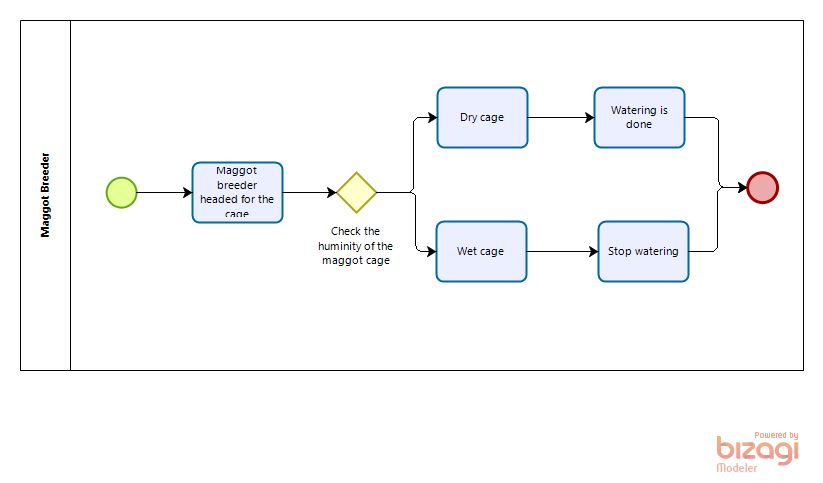 Maggot Breeder
Maggot
breeder
headed for the
cage
Check the
huminity of the
maggot cage
Dry cage
Watering is
done
Wet cage
Stop watering
Powered by
bizagi
Modeler